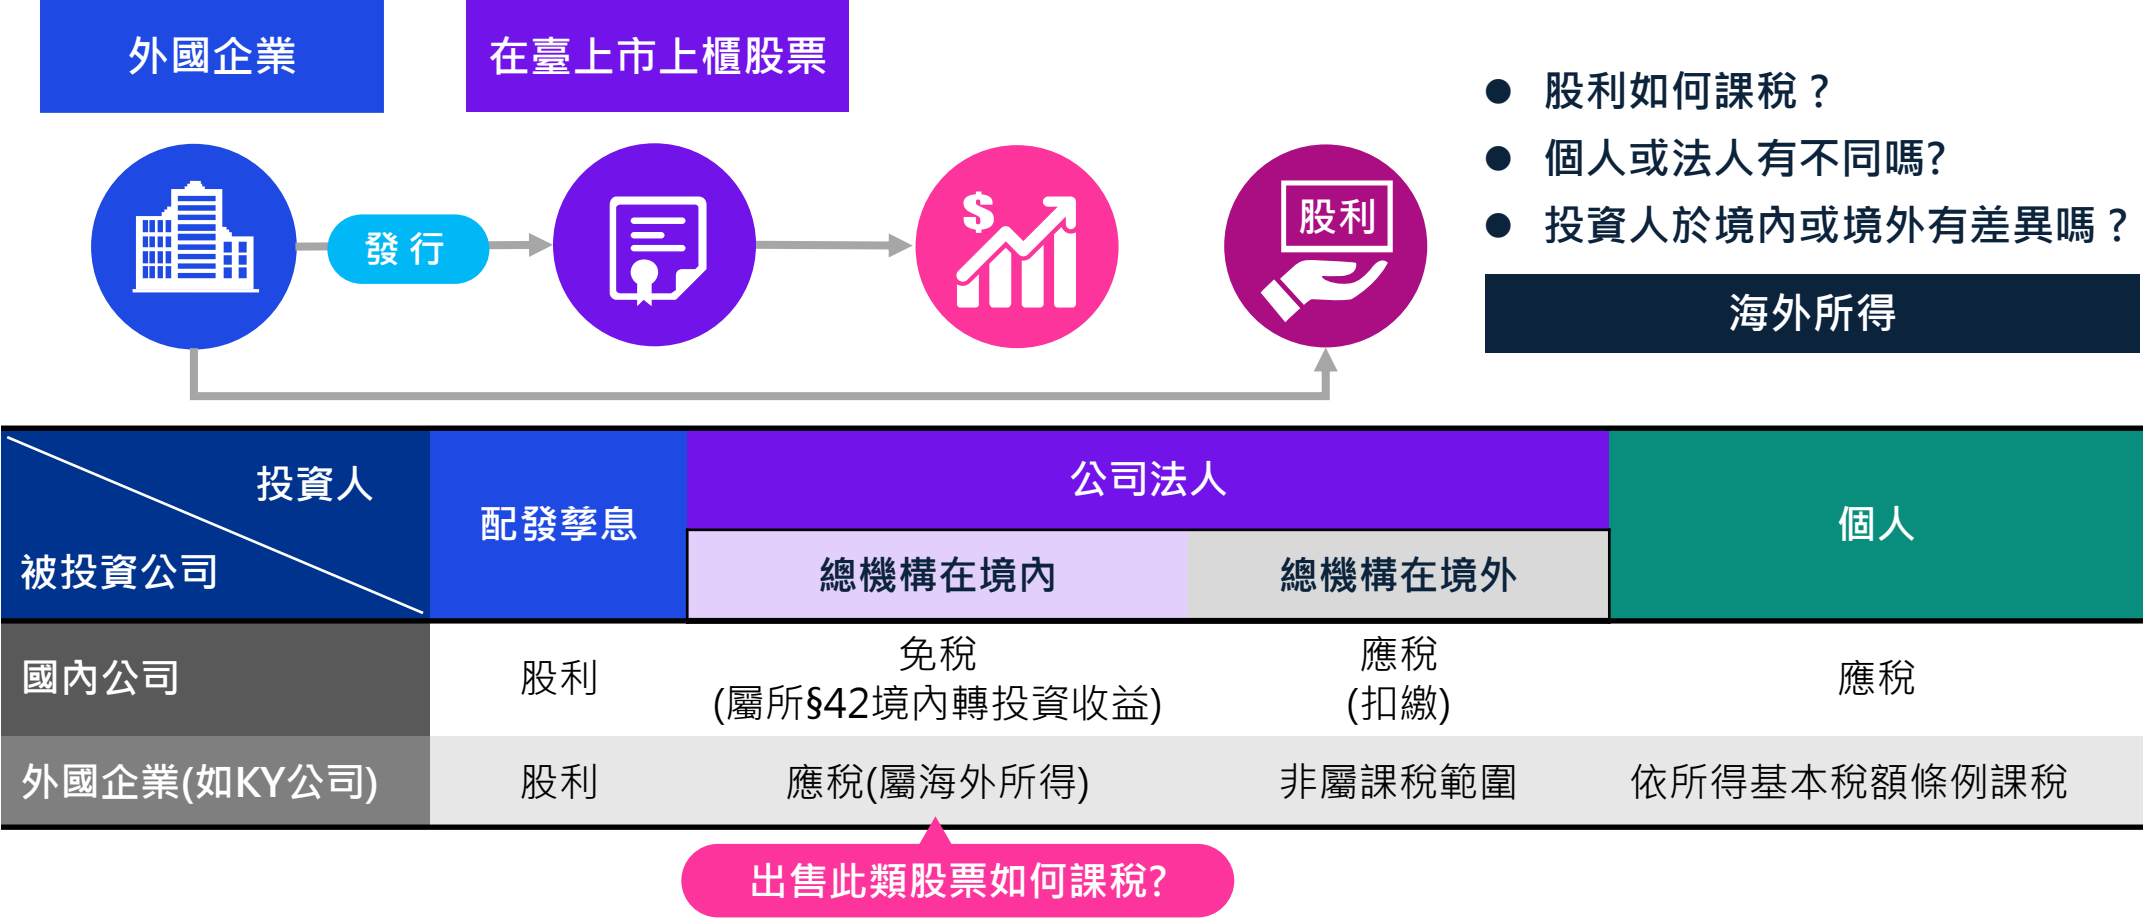 外國企業
在臺上市上櫃股票
發行
$
股利
● 股利如何課稅？
● 個人或法人有不同嗎?
● 投資人於境內或境外有差異嗎？
海外所得
投資人
被投資公司
配發孳息
公司法人
個人
總機構在境內
總機構在境外
國內公司
股利
免稅
(屬所§42境內轉投資收益)
應稅
(扣繳)
應稅
外國企業(如KY公司)
股利
應稅(屬海外所得)
非屬課稅範圍
依所得基本稅額條例課稅
出售此類股票如何課稅?